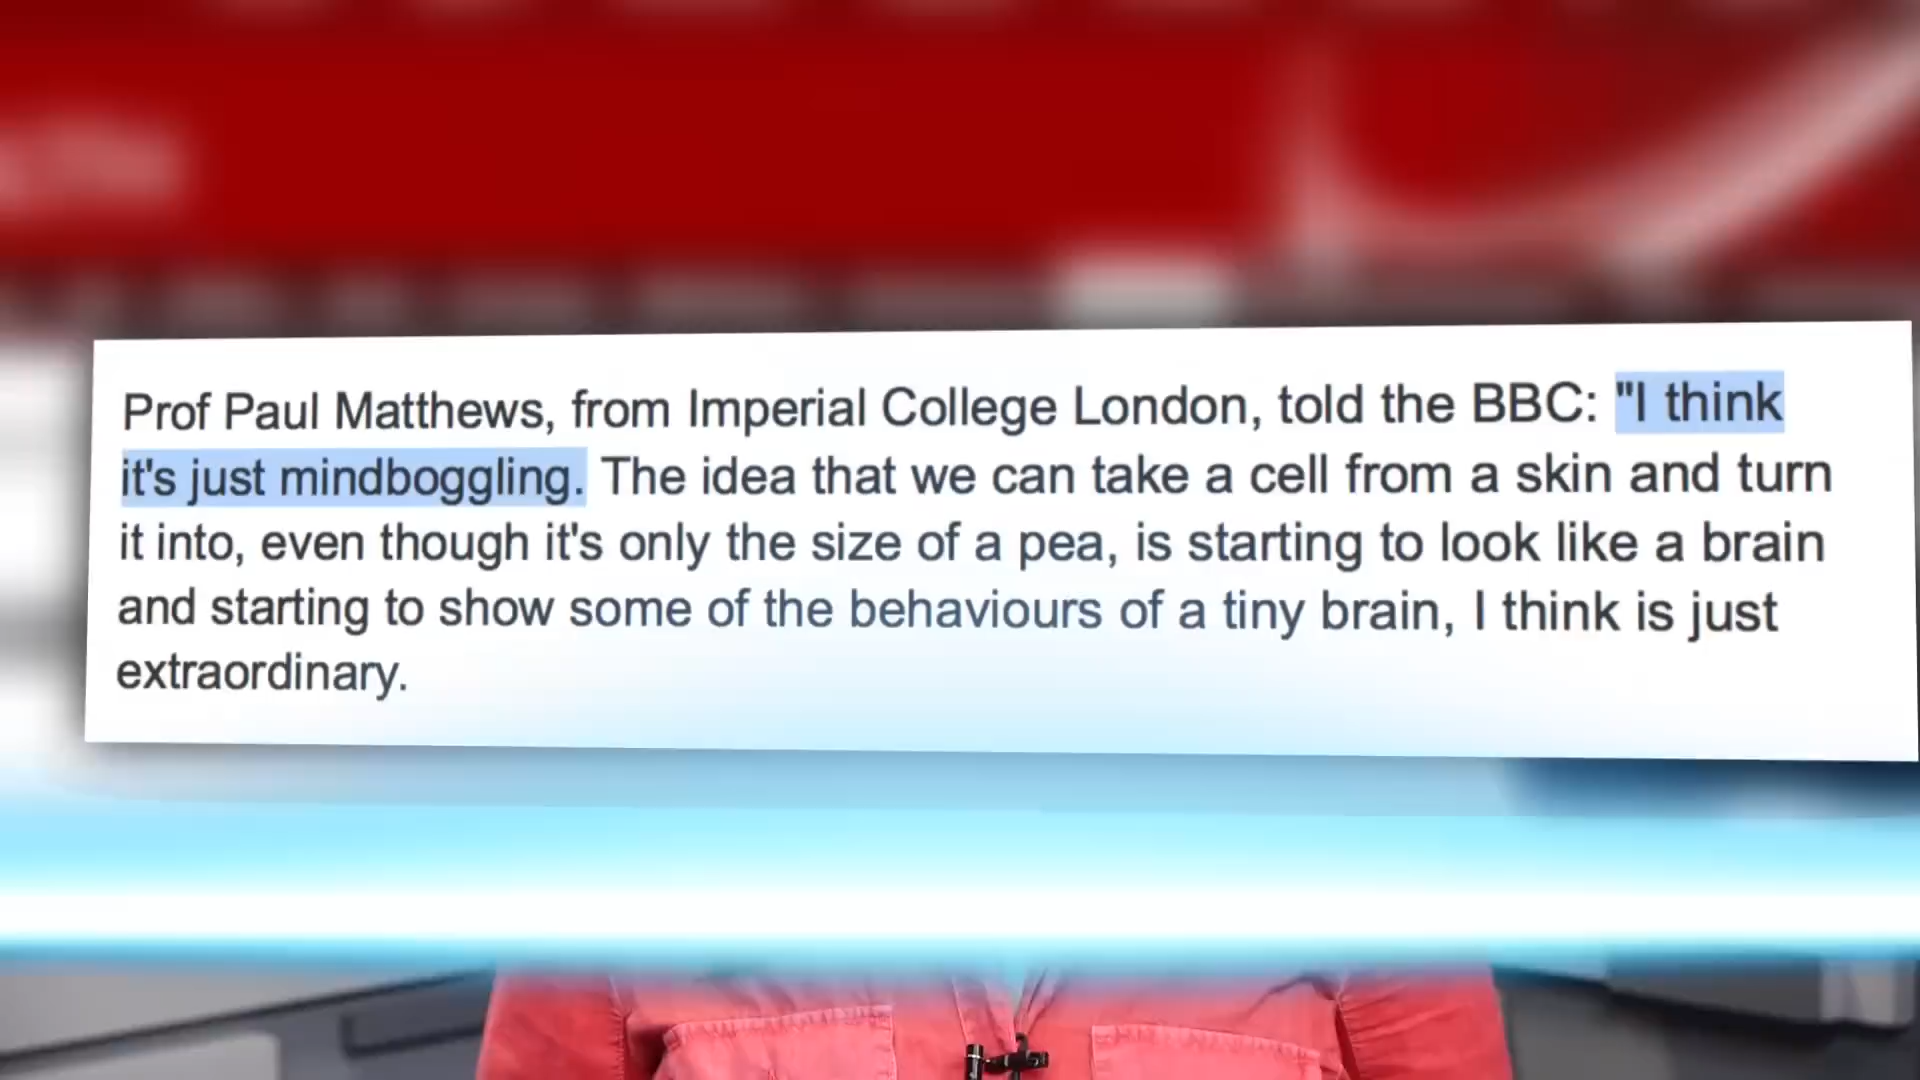 Prof Paul Matthews, from Imperial College London, told the BBC: "I think
it's just mindboggling. The idea that we can take a cell from a skin and turn
it into, even though it's only the size of a pea, is starting to look like a brain
and starting to show some of the behaviours of a tiny brain, I think is just
extraordinary.